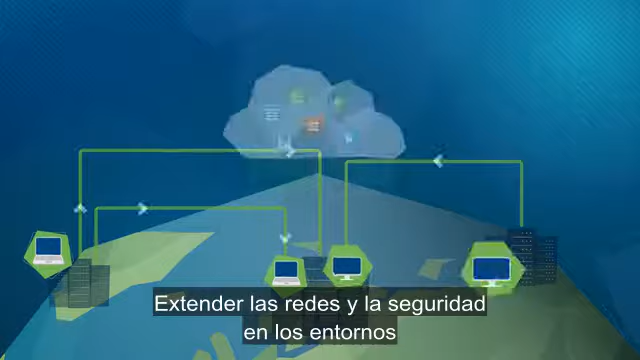 Extender las redes y la seguridad
en los entornos